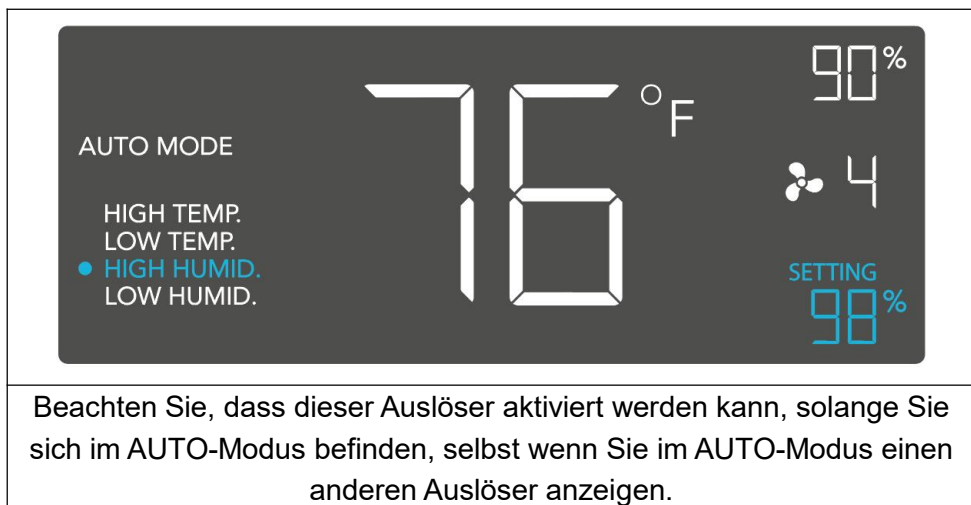 90%
76°F
AUTO MODE
4
HIGH TEMP.
LOW TEMP.
HIGH HUMID.
LOW HUMID.
SETTING
98%
Beachten Sie, dass dieser Auslöser aktiviert werden kann, solange Sie
sich im AUTO-Modus befinden, selbst wenn Sie im AUTO-Modus einen
anderen Auslöser anzeigen.